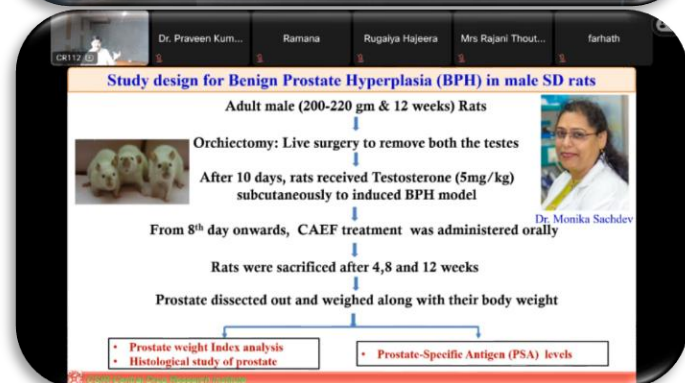 Dr. Praveen Kum...
Ramana
Rugaiya Hajeera
Mrs Rajani Thout...
farhath
CR112
Study design for Benign Prostate Hyperplasia (BPH) in male SD rats
Adult male (200-220 gm & 12 weeks) Rats
Orchiectomy: Live surgery to remove both the testes
After 10 days, rats received Testosterone (5mg/kg)
subcutaneously to induced BPH model
Dr. Monika Sachdev
From 8th day onwards, CAEF treatment was administered orally
Rats were sacrificed after 4,8 and 12 weeks
Prostate dissected out and weighed along with their body weight
• Prostate weight Index analysis
• Histological study of prostate
• Prostate-Specific Antigen (PSA) levels